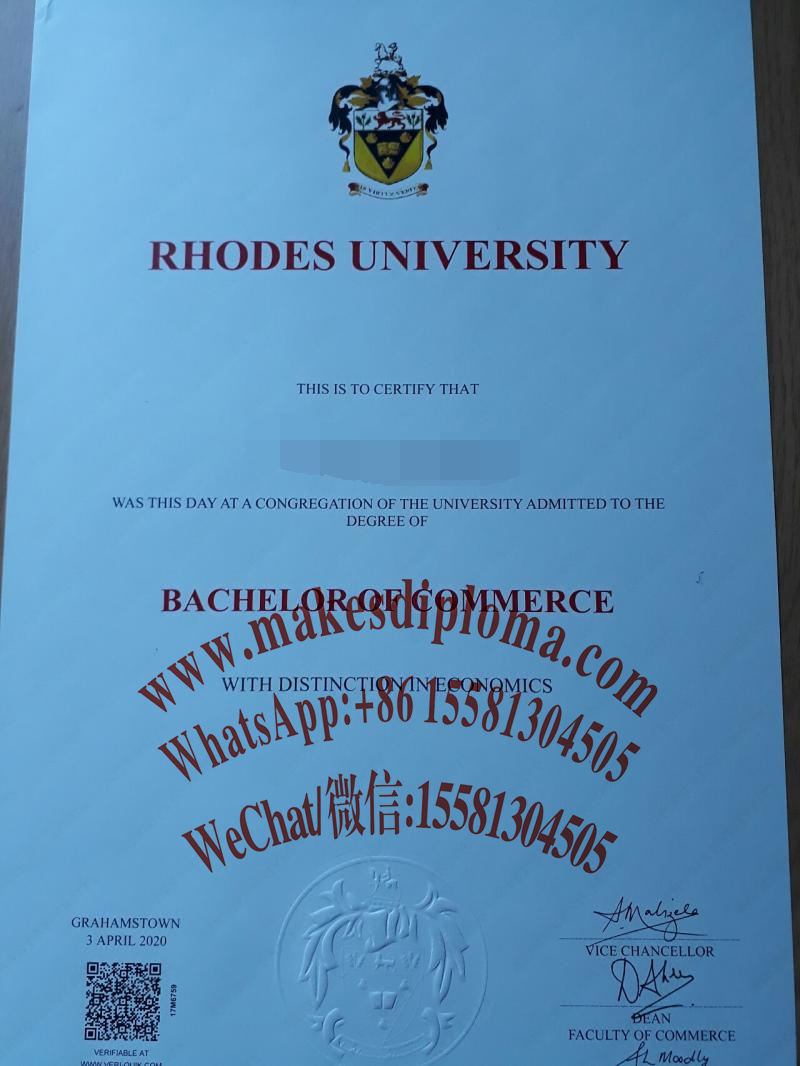 RHODES UNIVERSITY
THIS IS TO CERTIFY THAT
WAS THIS DAY AT A CONGREGATION OF THE UNIVERSITY ADMITTED TO THE
DEGREE OF
BACHELOR OF COMMERCE
www.makesdiploma.com
WITH DISTINCTION IN ECONOMICS
WhatsApp:+86 15581304505
WeChat/微信:15581304505
GRAHAMSTOWN
3 APRIL 2020
17M6759
VERIFIABLE AT
VICE CHANCELLOR
DEAN
FACULTY OF COMMERCE